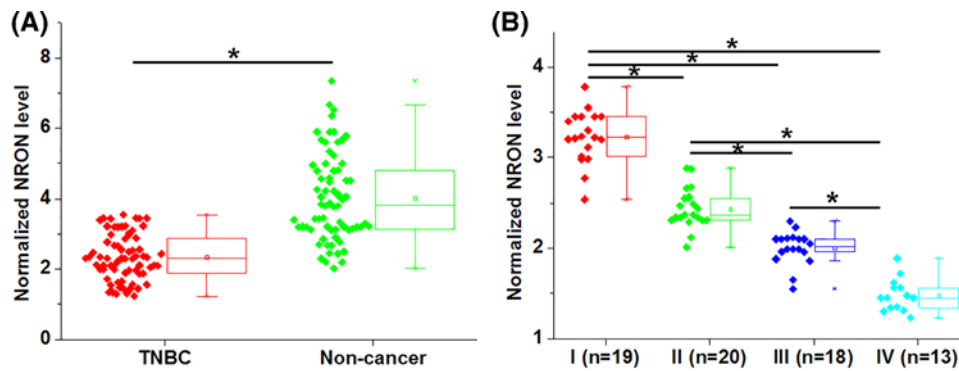 (A)
Normalized NRON level
8
6
4
2
0
*
TNBC
Non-cancer
(B)
Normalized NRON level
4
3
2
1
*
*
*
*
*
*
I (n=19)
II (n=20)
III (n=18)
IV (n=13)